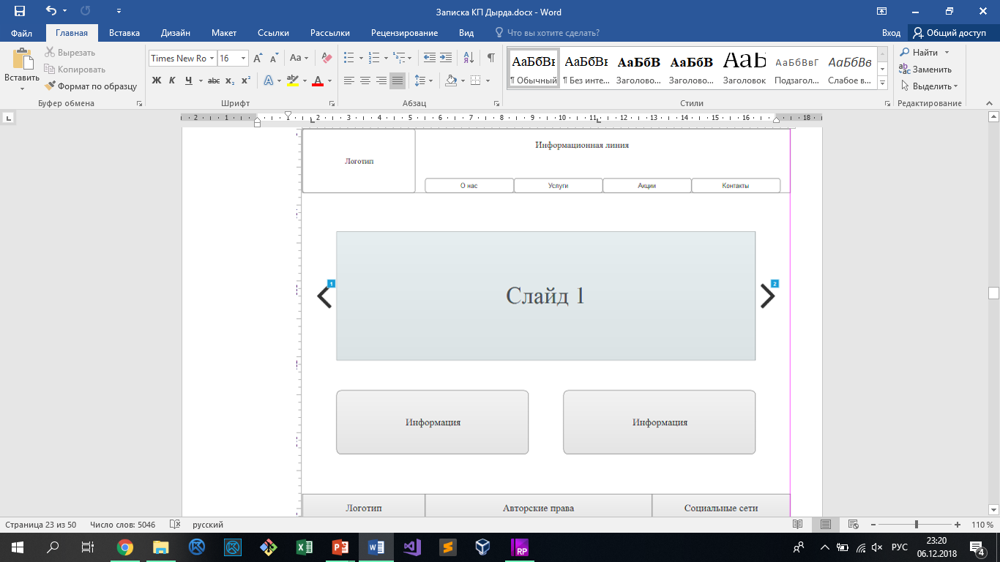 Записка КП Дырда.docx - Word
Файл Главная Вставка Дизайн Макет Ссылки Рассылки Рецензирование Вид Что вы хотите сделать? Вход Общий доступ
Вставить
Вырезать
Копировать
Формат по образцу
Буфер обмена
Times New Ro 16
Ж К Ч abc x₂ x²
Шрифт
Абзац
АаБбВв АаБбВв АаБбВ АаБбВ АаБ АаБбВвГ АаБбВв
¶ Обычный ¶ Без инте... Заголово... Заголово... Заголовок Подзагол... Слабое в...
Стили
Найти
Заменить
Выделить
Редактирование
2 1 1 2 3 4 5 6 7 8 9 10 11 12 13 14 15 16 18
Логотип
Информационная линия
О нас Услуги Акции Контакты
1 2
Слайд 1
Информация Информация
Логотип Авторские права Социальные сети
Страница 23 из 50 Число слов: 5046 русский 110 %
РУС
23:20
06.12.2018
4
RP